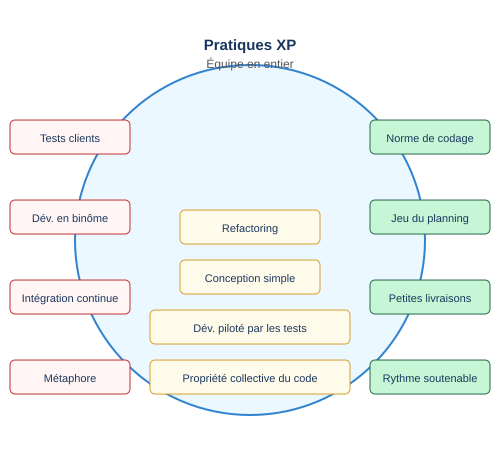 Pratiques XP
Équipe en entier
Tests clients
Norme de codage
Dév. en binôme
Jeu du planning
Refactoring
Conception simple
Intégration continue
Petites livraisons
Dév. piloté par les tests
Métaphore
Propriété collective du code
Rythme soutenable